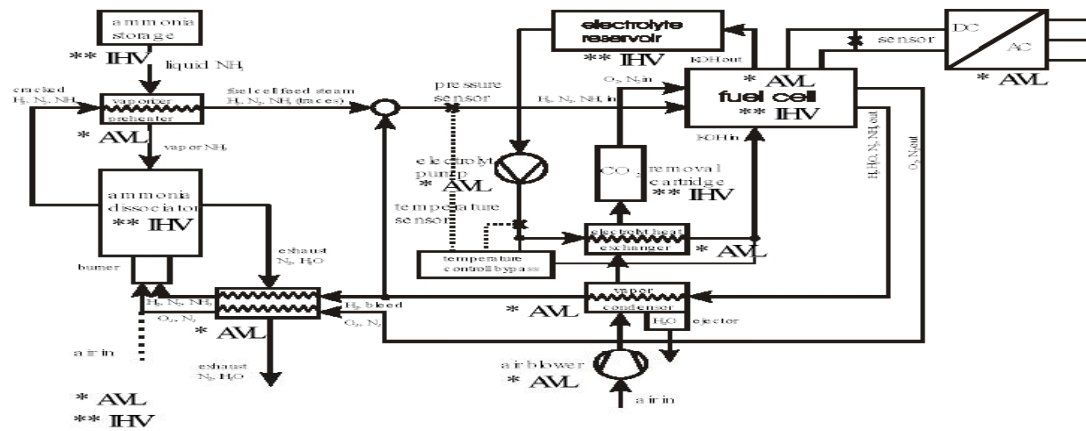 ammonia
storage
** IHV
liquid NH₃
cracked
H₂, N₂, NH₃
vaporizer
preheater
* AVL
fuel cell feed steam
H₂, N₂, NH₃ (traces)
vapor NH₃
ammonia
dissociator
** IHV
burner
exhaust
N₂, H₂O
H₂, N₂, NH₃
O₂, N₂
* AVL
air in
exhaust
N₂, H₂O
* AVL
** IHV
electrolyte
reservoir
** IHV
KOH out
pressure
sensor
O₂, N₂ in
H₂, N₂, NH₃ in
* AVL
fuel cell
** IHV
KOH in
DC
AC
sensor
* AVL
electrolyt
pump
* AVL
CO₂
removal
cartridge
** IHV
temperature
sensor
electrolyt heat
exchanger
* AVL
temperature
controll bypass
H₂ bleed
O₂, N₂
vapor
condensor
* AVL
H₂O
ejector
air blower
* AVL
air in
H₂, H₂O, N₂, NH₃ out
O₂, N₂ out